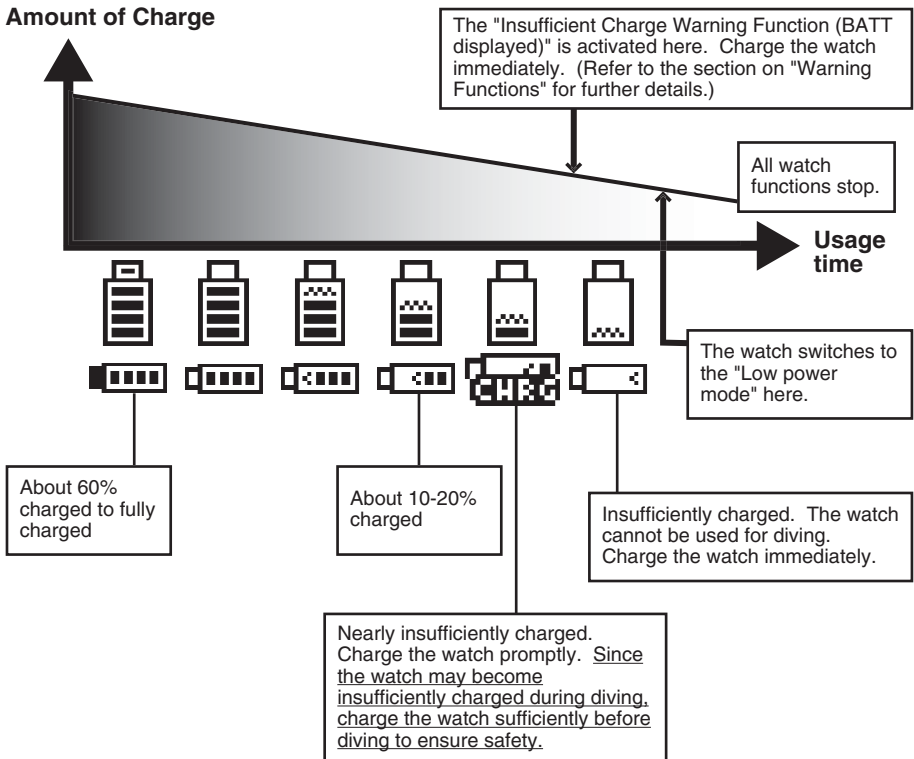 Amount of Charge
The "Insufficient Charge Warning Function (BATT
displayed)" is activated here.  Charge the watch
immediately.  (Refer to the section on "Warning
Functions" for further details.)
All watch
functions stop.
Usage
time
The watch switches to
the "Low power
mode" here.
CHRG
About 60%
charged to fully
charged
About 10-20%
charged
Insufficiently charged.  The watch
cannot be used for diving.
Charge the watch immediately.
Nearly insufficiently charged.
Charge the watch promptly.  Since
the watch may become
insufficiently charged during diving,
charge the watch sufficiently before
diving to ensure safety.